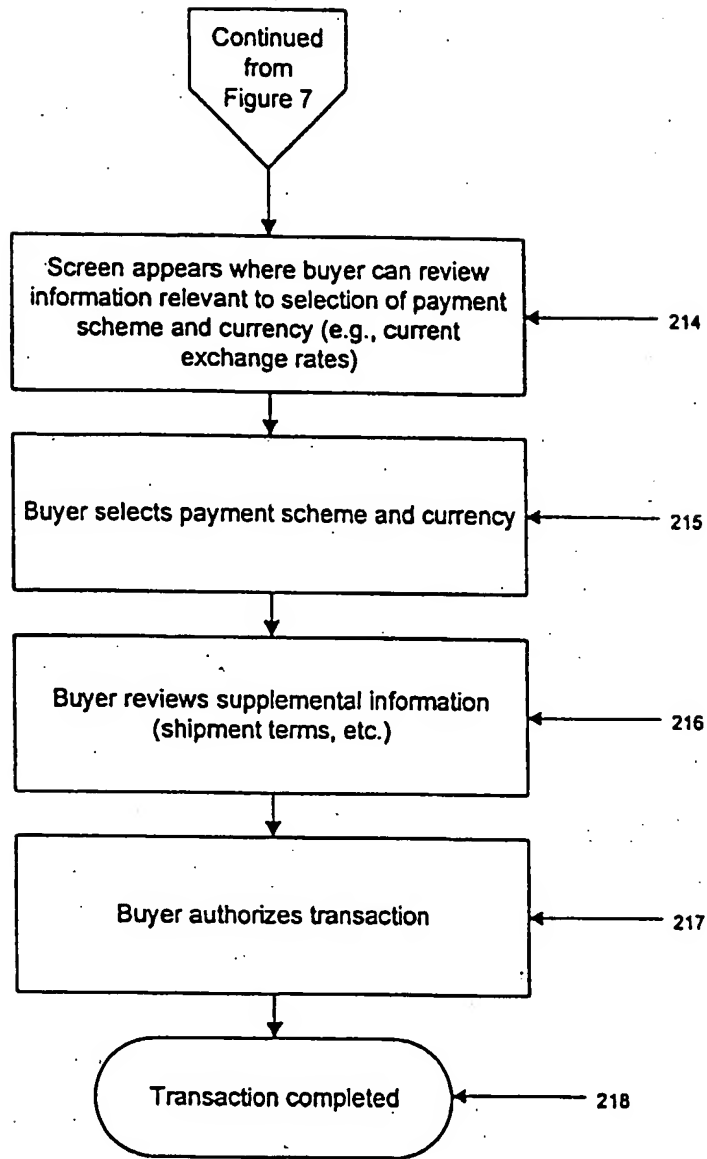 Continued
from
Figure 7
Screen appears where buyer can review
information relevant to selection of payment
scheme and currency (e.g., current
exchange rates)
214
Buyer selects payment scheme and currency
215
Buyer reviews supplemental information
(shipment terms, etc.)
216
Buyer authorizes transaction
217
Transaction completed
218